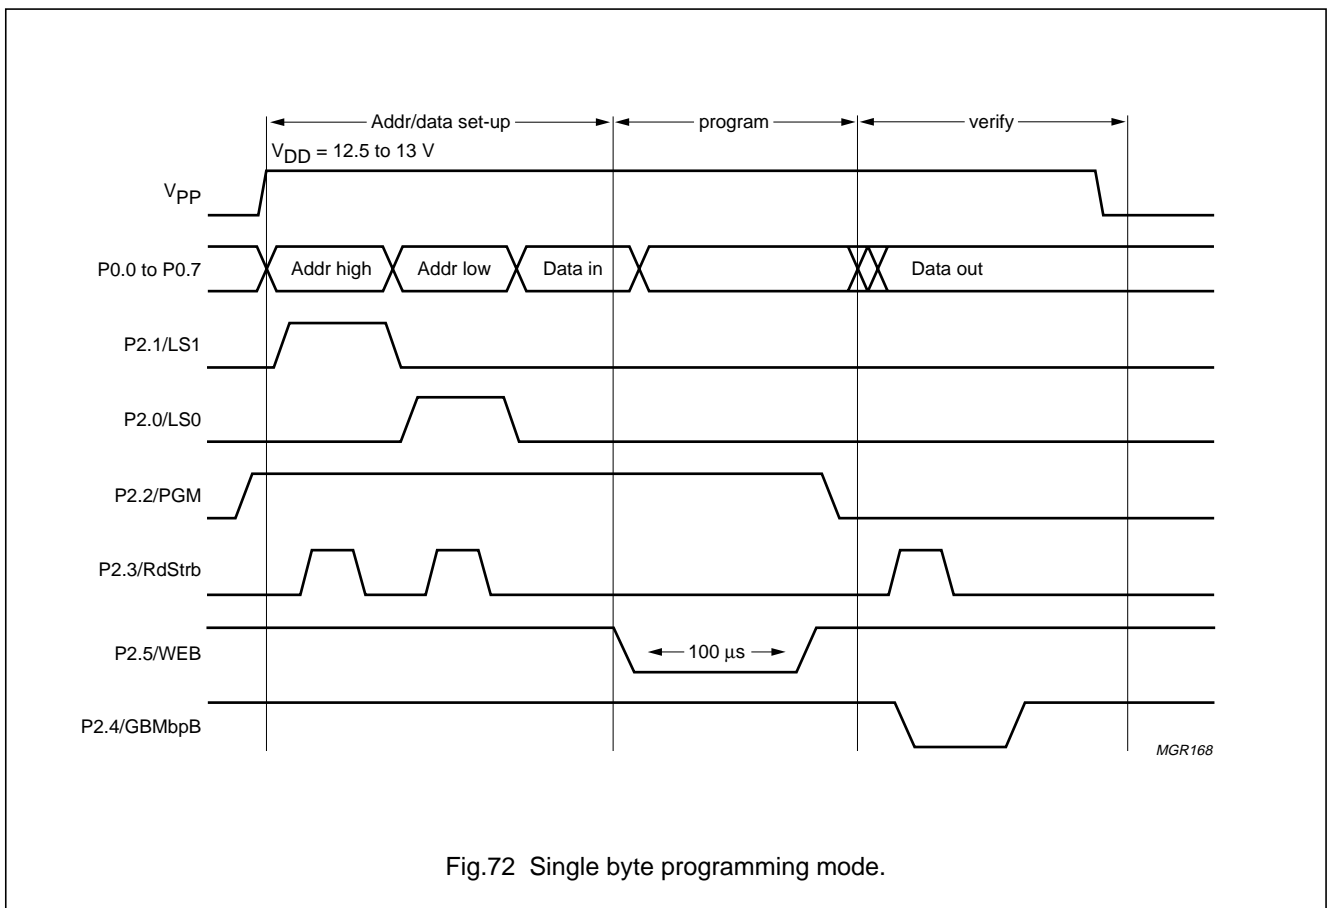 Addr/data set-up program verify
VDD = 12.5 to 13 V
VPP
P0.0 to P0.7 Addr high Addr low Data in Data out
P2.1/LS1
P2.0/LS0
P2.2/PGM
P2.3/RdStrb
P2.5/WEB 100 μs
P2.4/GBMbpB
MGR168
Fig.72 Single byte programming mode.